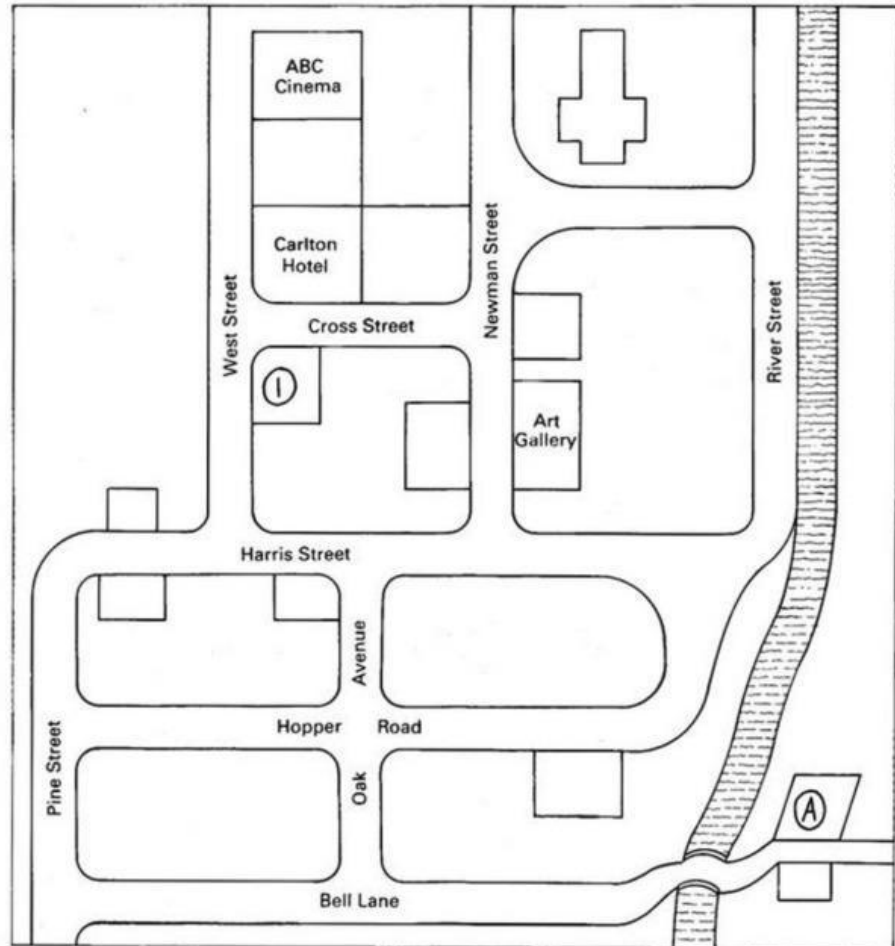 ABC
Cinema
Carlton
Hotel
West Street
Cross Street
Newman Street
River Street
1
Art
Gallery
Harris Street
Avenue
Hopper Road
Pine Street
Oak
A
Bell Lane